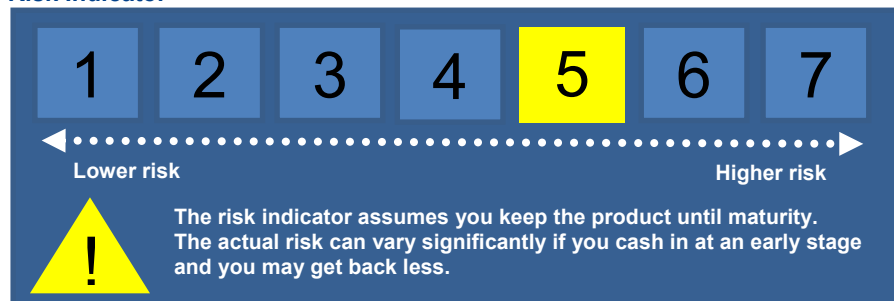 Risk Indicator
1 2 3 4 5 6 7
Lower risk Higher risk
The risk indicator assumes you keep the product until maturity.
The actual risk can vary significantly if you cash in at an early stage
! and you may get back less.